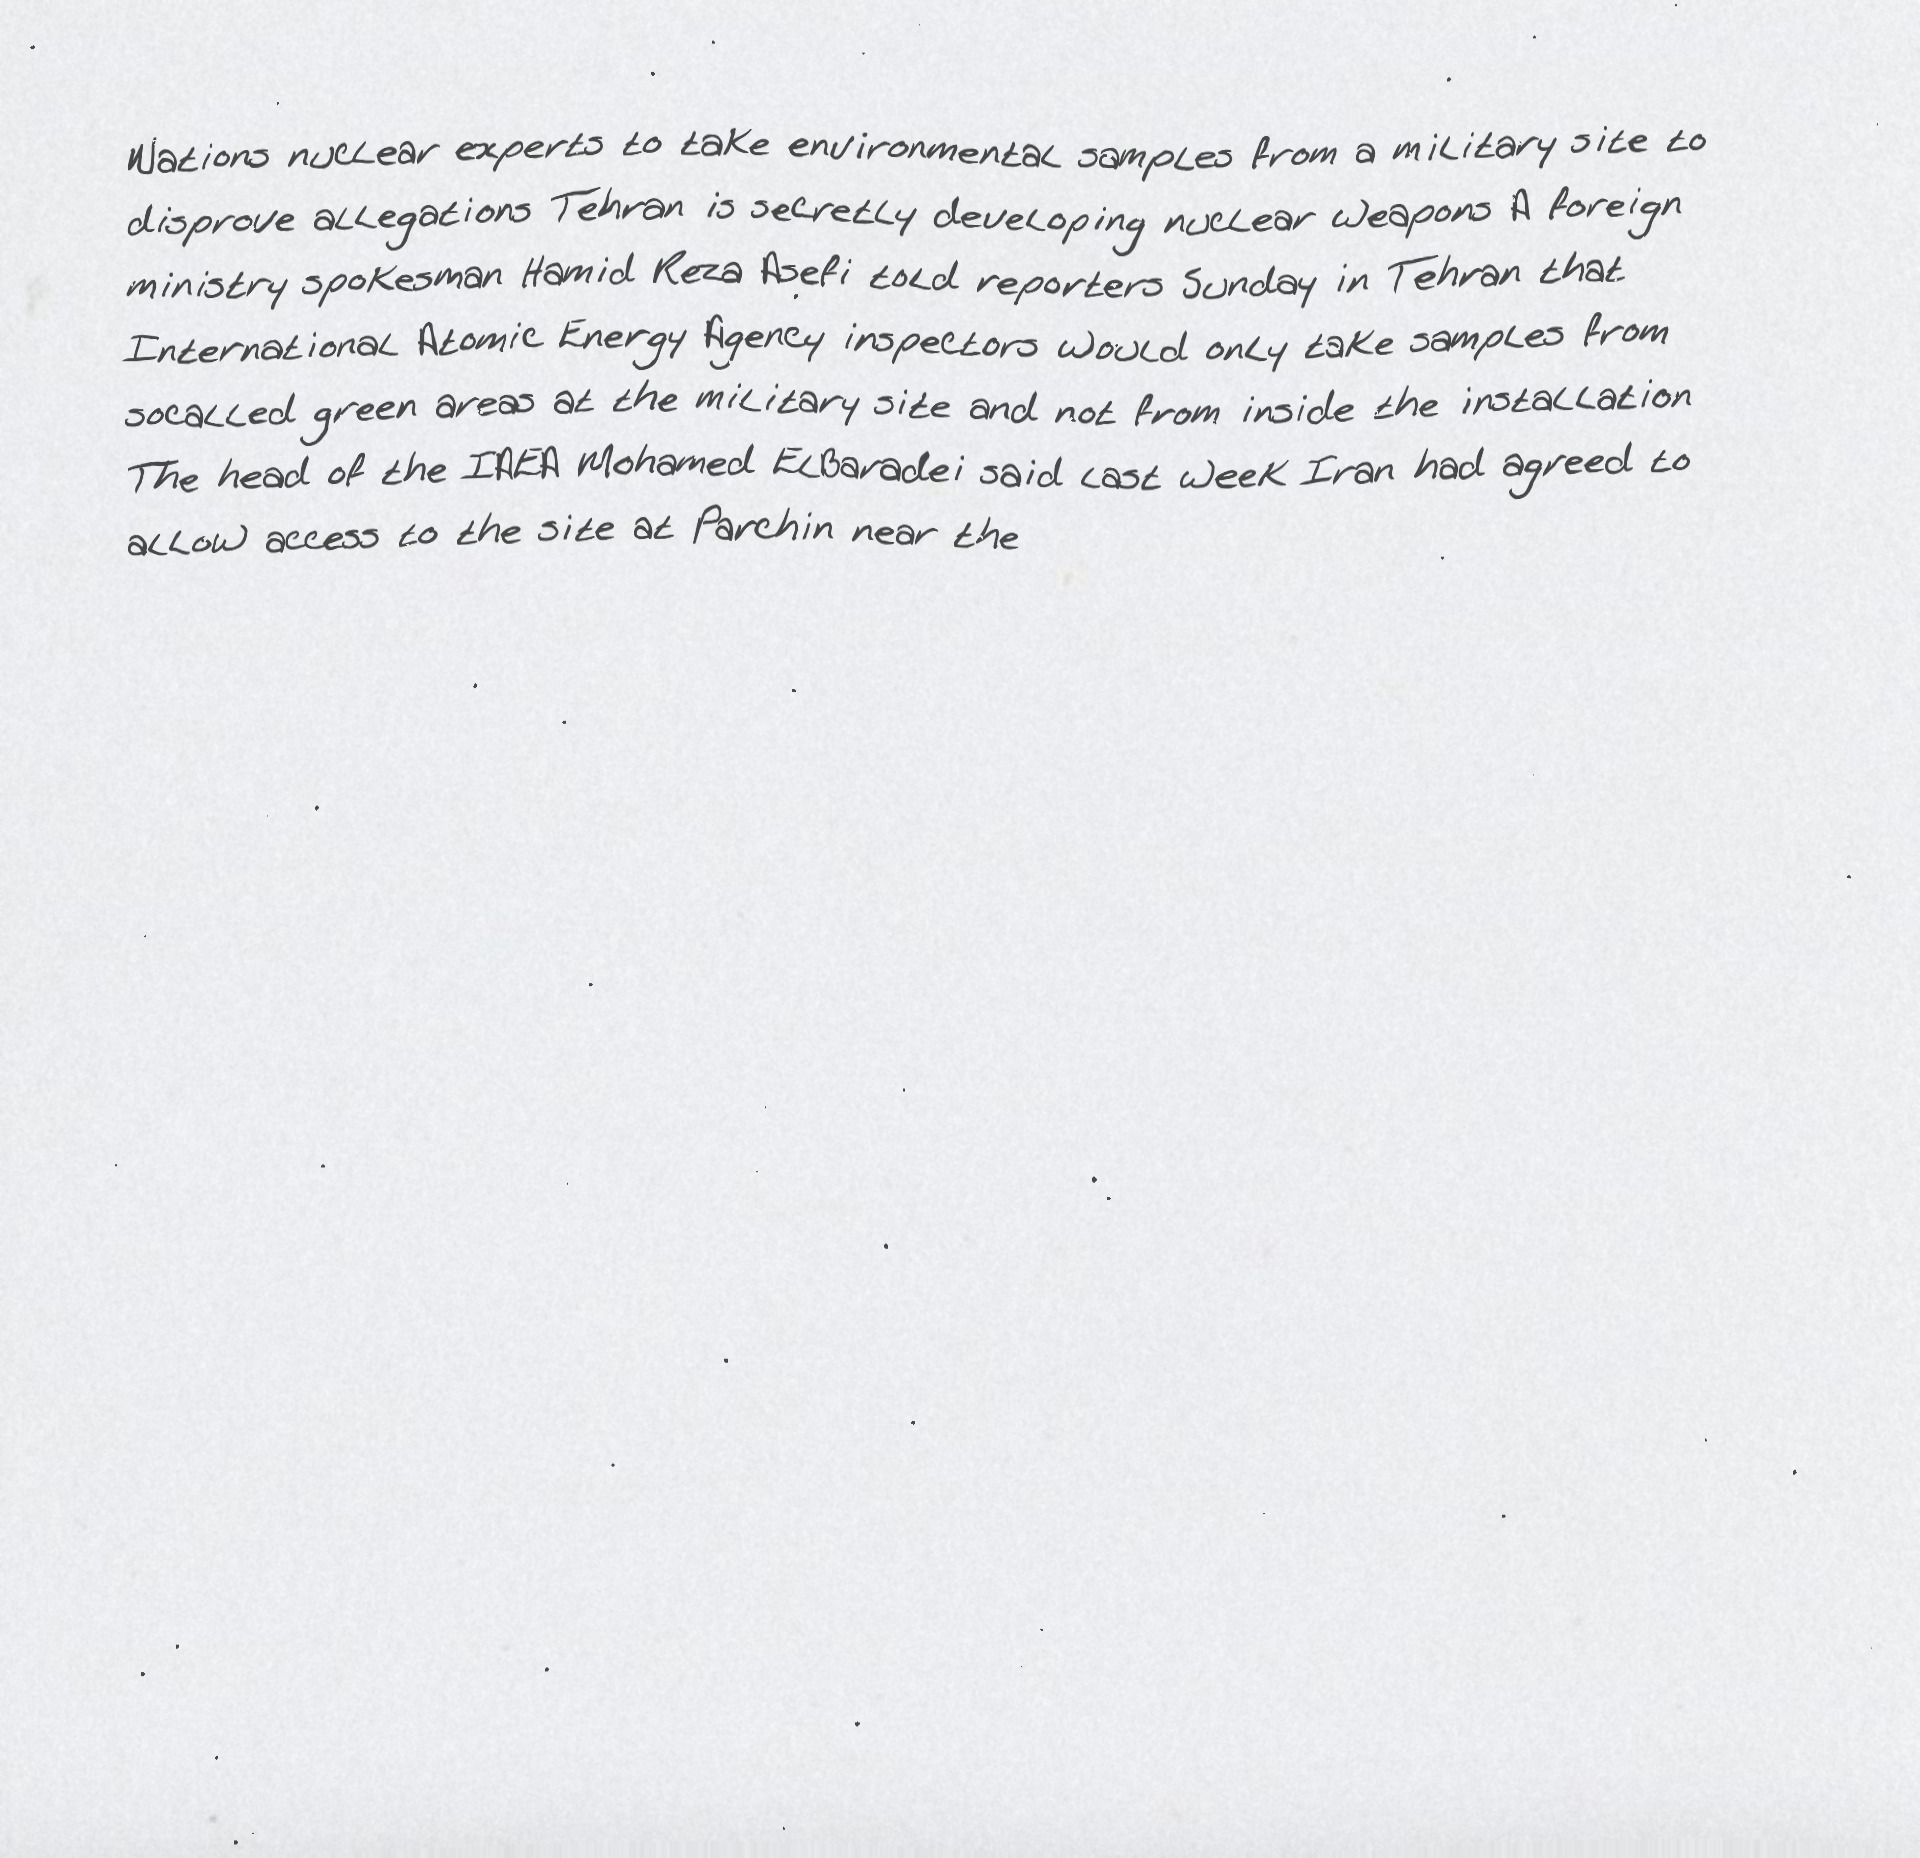 Nations nuclear experts to take environmental samples from a military site to
disprove allegations Tehran is secretly developing nuclear weapons A foreign
ministry spokesman Hamid Reza Asefi told reporters Sunday in Tehran that
International Atomic Energy Agency inspectors would only take samples from
socalled green areas at the military site and not from inside the installation
The head of the IAEA Mohamed ElBaradei said last week Iran had agreed to
allow access to the site at Parchin near the